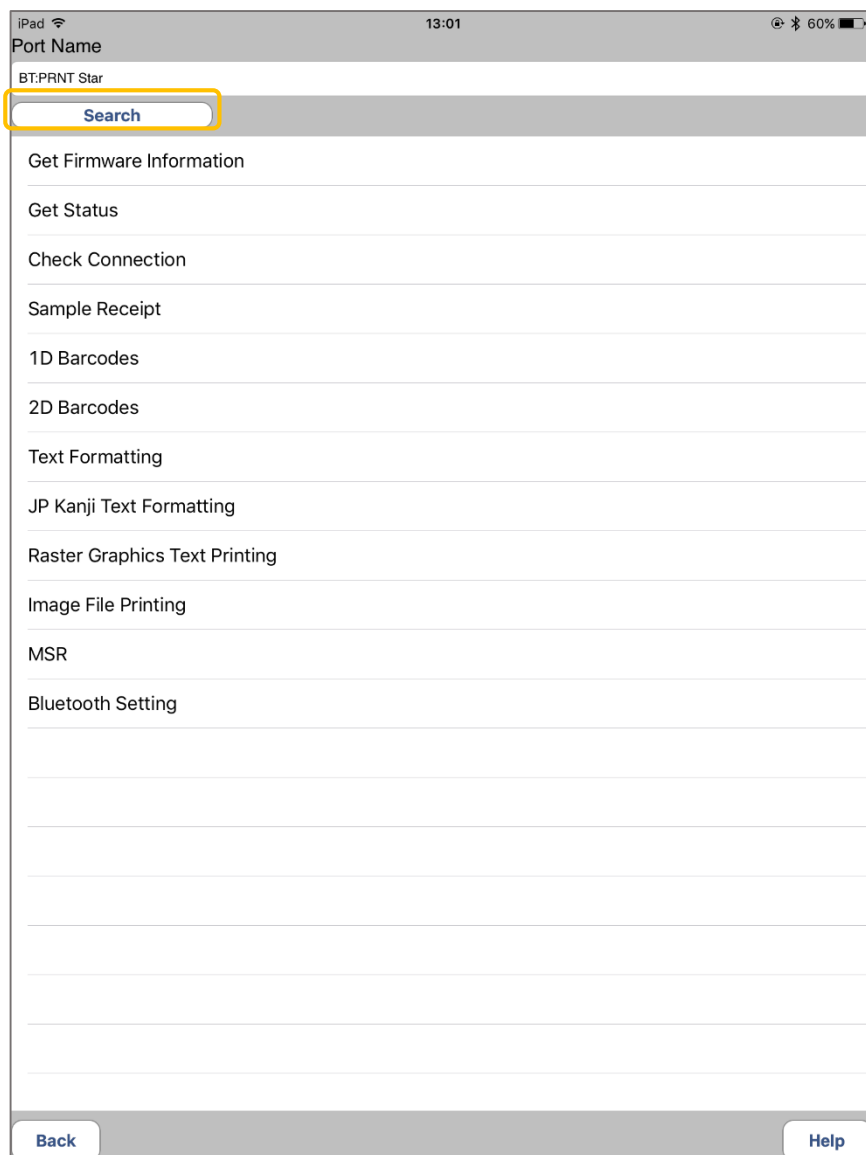 iPad 13:01 60%
Port Name
BT:PRNT Star
Search
Get Firmware Information
Get Status
Check Connection
Sample Receipt
1D Barcodes
2D Barcodes
Text Formatting
JP Kanji Text Formatting
Raster Graphics Text Printing
Image File Printing
MSR
Bluetooth Setting
Back Help